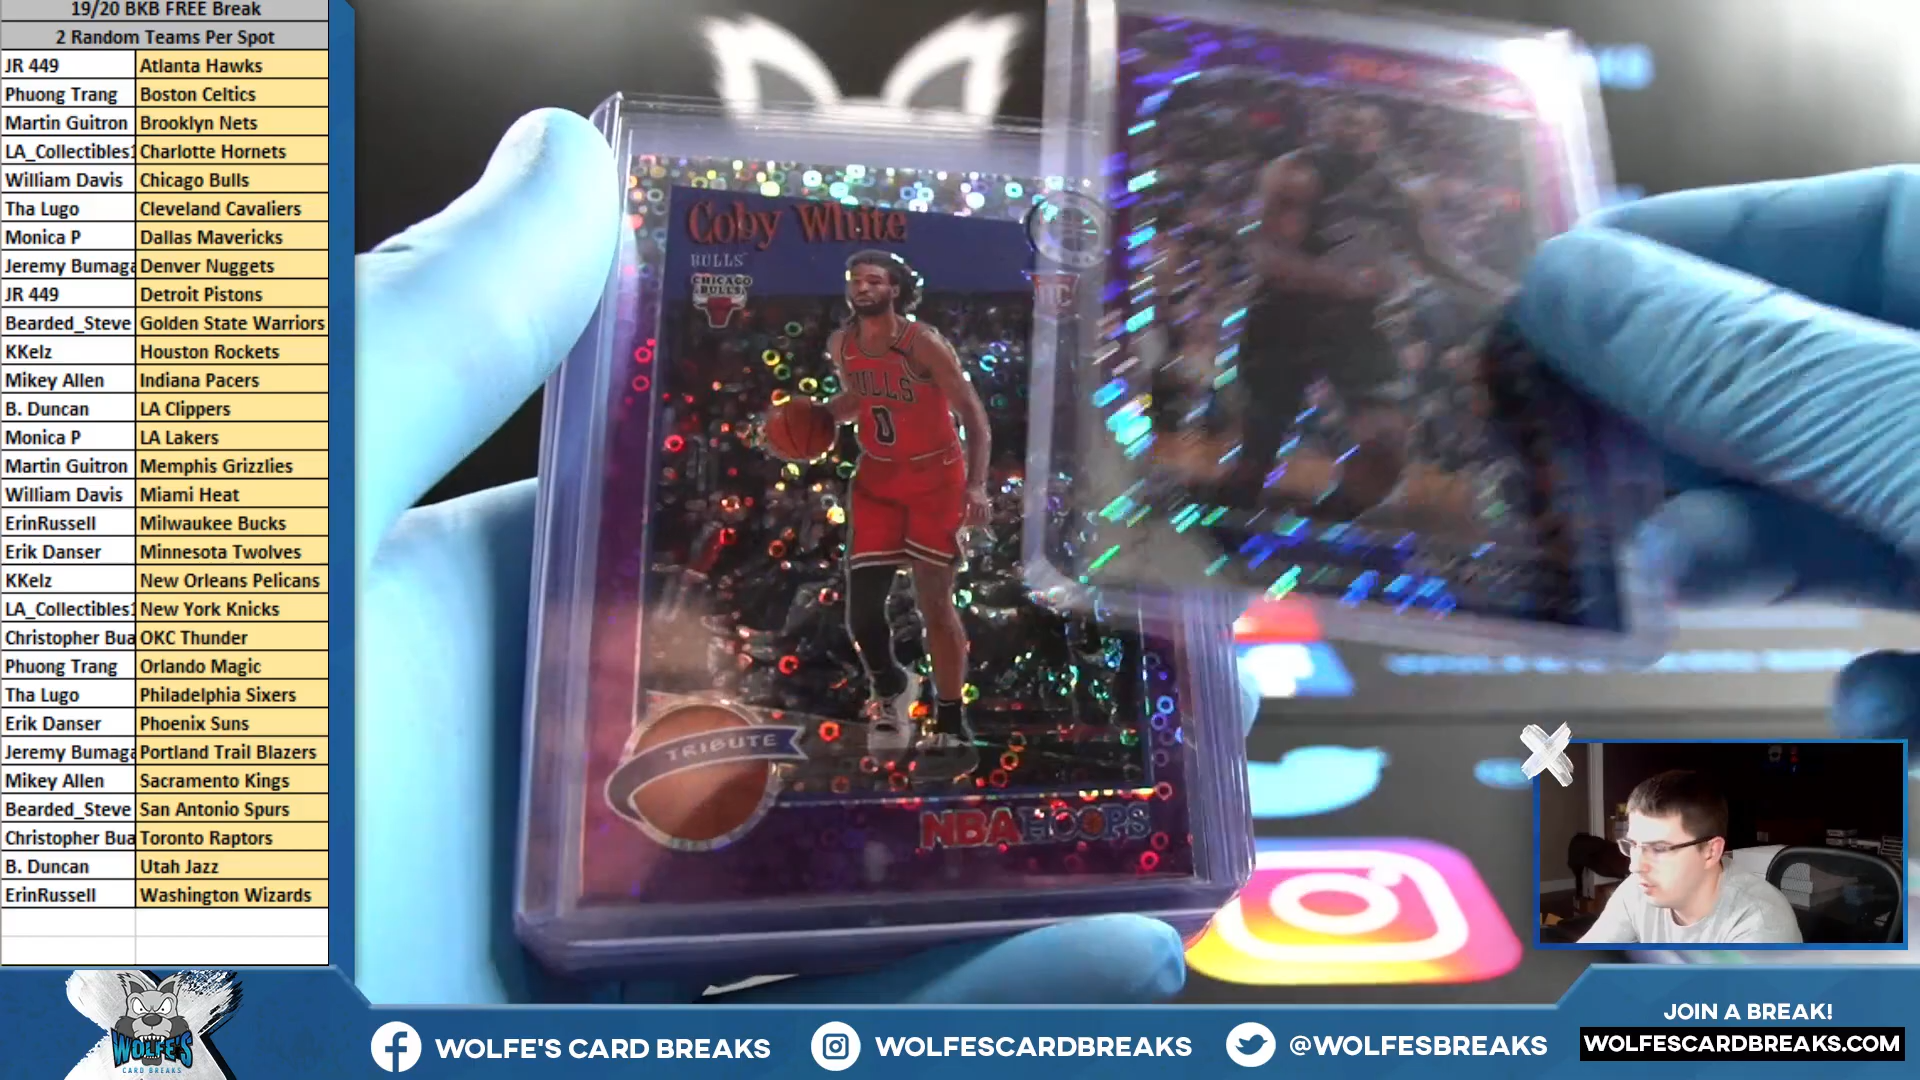 19/20 BKB FREE Break
2 Random Teams Per Spot
JR 449 Atlanta Hawks
Phuong Trang Boston Celtics
Martin Guitron Brooklyn Nets
LA_Collectibles1 Charlotte Hornets
William Davis Chicago Bulls
Tha Lugo Cleveland Cavaliers
Monica P Dallas Mavericks
Jeremy Bumaga Denver Nuggets
JR 449 Detroit Pistons
Bearded_Steve Golden State Warriors
KKelz Houston Rockets
Mikey Allen Indiana Pacers
B. Duncan LA Clippers
Monica P LA Lakers
Martin Guitron Memphis Grizzlies
William Davis Miami Heat
ErinRussell Milwaukee Bucks
Erik Danser Minnesota Twolves
KKelz New Orleans Pelicans
LA_Collectibles1 New York Knicks
Christopher Bua OKC Thunder
Phuong Trang Orlando Magic
Tha Lugo Philadelphia Sixers
Erik Danser Phoenix Suns
Jeremy Bumaga Portland Trail Blazers
Mikey Allen Sacramento Kings
Bearded_Steve San Antonio Spurs
Christopher Bua Toronto Raptors
B. Duncan Utah Jazz
ErinRussell Washington Wizards
Coby White
BULLS
CHICAGO
BULLS
RC
BULLS
0
TRIBUTE
NBA HOOPS
WOLFE'S
CARD BREAKS
WOLFE'S CARD BREAKS
WOLFESCARDBREAKS
@WOLFESBREAKS
JOIN A BREAK!
WOLFESCARDBREAKS.COM